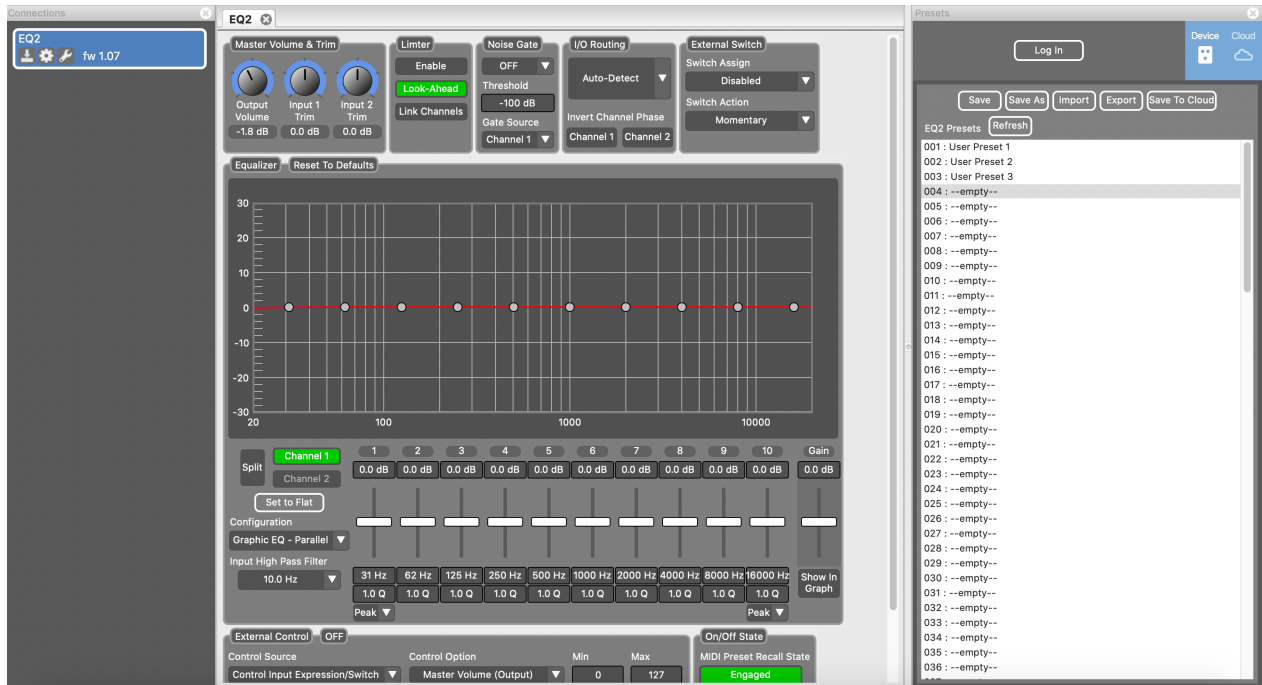 Connections
EQ2
fw 1.07
EQ2
Master Volume & Trim
Output Volume
Input 1 Trim
Input 2 Trim
-1.8 dB
0.0 dB
0.0 dB
Limter
Enable
Look-Ahead
Link Channels
Noise Gate
OFF
Threshold
-100 dB
Gate Source
Channel 1
I/O Routing
Auto-Detect
Invert Channel Phase
Channel 1 Channel 2
External Switch
Switch Assign
Disabled
Switch Action
Momentary
Equalizer Reset To Defaults
30
20
10
0
-10
-20
-30
20 100 1000 10000
Split
Channel 1
Channel 2
Set to Flat
Configuration
Graphic EQ - Parallel
Input High Pass Filter
10.0 Hz
1 2 3 4 5 6 7 8 9 10 Gain
0.0 dB 0.0 dB 0.0 dB 0.0 dB 0.0 dB 0.0 dB 0.0 dB 0.0 dB 0.0 dB 0.0 dB 0.0 dB
31 Hz 62 Hz 125 Hz 250 Hz 500 Hz 1000 Hz 2000 Hz 4000 Hz 8000 Hz 16000 Hz
1.0 Q 1.0 Q 1.0 Q 1.0 Q 1.0 Q 1.0 Q 1.0 Q 1.0 Q 1.0 Q 1.0 Q
Peak Peak
Show In Graph
External Control OFF
Control Source
Control Input Expression/Switch
Control Option
Master Volume (Output)
Min
0
Max
127
On/Off State
MIDI Preset Recall State
Engaged
Presets
Log In
Device Cloud
Save Save As Import Export Save To Cloud
EQ2 Presets Refresh
001 : User Preset 1
002 : User Preset 2
003 : User Preset 3
004 : --empty--
005 : --empty--
006 : --empty--
007 : --empty--
008 : --empty--
009 : --empty--
010 : --empty--
011 : --empty--
012 : --empty--
013 : --empty--
014 : --empty--
015 : --empty--
016 : --empty--
017 : --empty--
018 : --empty--
019 : --empty--
020 : --empty--
021 : --empty--
022 : --empty--
023 : --empty--
024 : --empty--
025 : --empty--
026 : --empty--
027 : --empty--
028 : --empty--
029 : --empty--
030 : --empty--
031 : --empty--
032 : --empty--
033 : --empty--
034 : --empty--
035 : --empty--
036 : --empty--